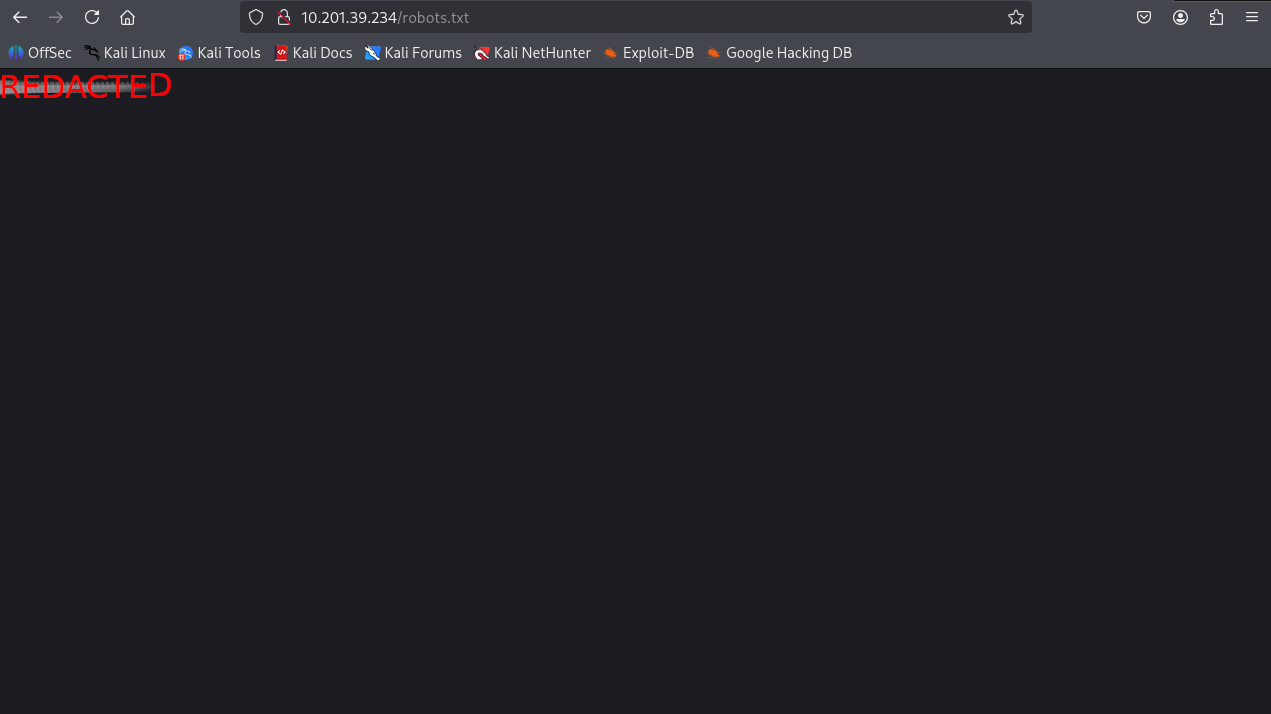 10.201.39.234/robots.txt
OffSec Kali Linux Kali Tools Kali Docs Kali Forums Kali NetHunter Exploit-DB Google Hacking DB
REDACTED